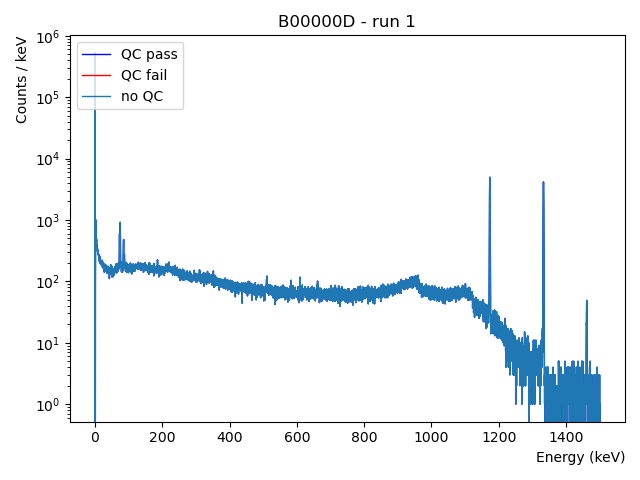 B00000D - run 1
Counts / keV
QC pass
QC fail
no QC
10^6
10^5
10^4
10^3
10^2
10^1
10^0
0 200 400 600 800 1000 1200 1400
Energy (keV)